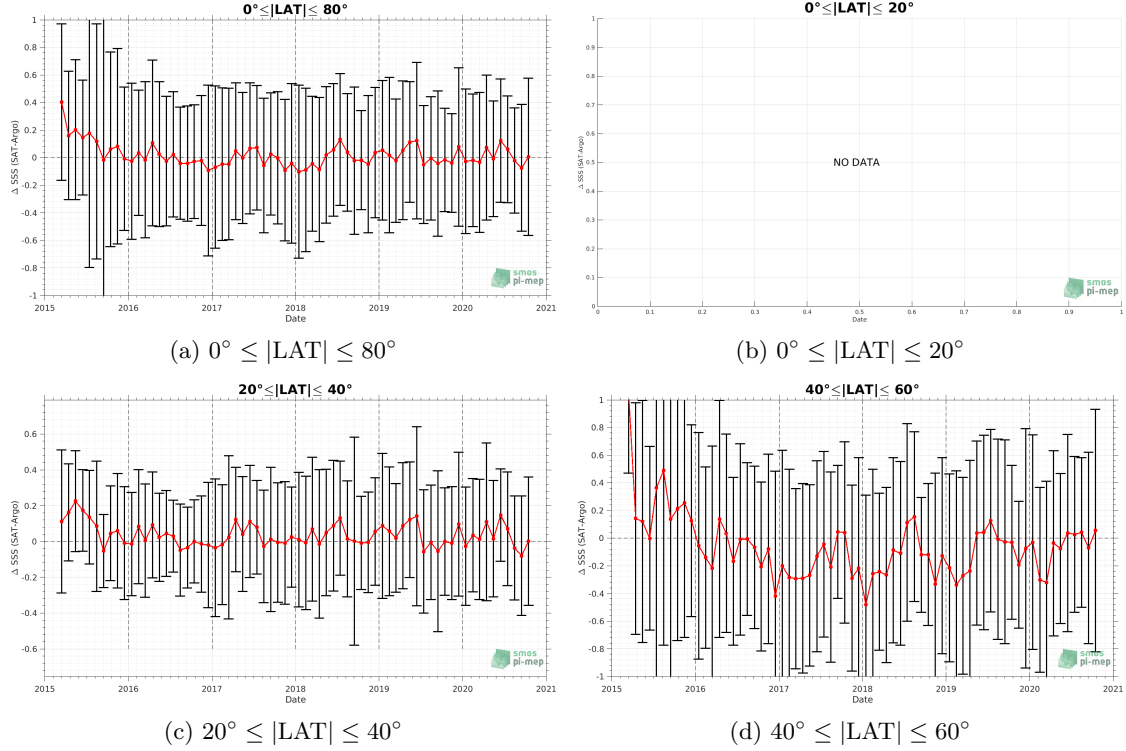 0°≤|LAT|≤ 80°
Δ SSS (SAT-Argo)
1
0.8
0.6
0.4
0.2
0
-0.2
-0.4
-0.6
-0.8
-1
2015 2016 2017 2018 2019 2020 2021
Date
smos
pi-mep
(a) 0° ≤ |LAT| ≤ 80°
0°≤|LAT|≤ 20°
Δ SSS (SAT-Argo)
1
0.9
0.8
0.7
0.6
0.5
0.4
0.3
0.2
0.1
0
NO DATA
0 0.1 0.2 0.3 0.4 0.5 0.6 0.7 0.8 0.9 1
Date
smos
pi-mep
(b) 0° ≤ |LAT| ≤ 20°
20°≤|LAT|≤ 40°
Δ SSS (SAT-Argo)
0.6
0.4
0.2
0
-0.2
-0.4
-0.6
2015 2016 2017 2018 2019 2020 2021
Date
smos
pi-mep
(c) 20° ≤ |LAT| ≤ 40°
40°≤|LAT|≤ 60°
Δ SSS (SAT-Argo)
1
0.8
0.6
0.4
0.2
0
-0.2
-0.4
-0.6
-0.8
-1
2015 2016 2017 2018 2019 2020 2021
Date
smos
pi-mep
(d) 40° ≤ |LAT| ≤ 60°